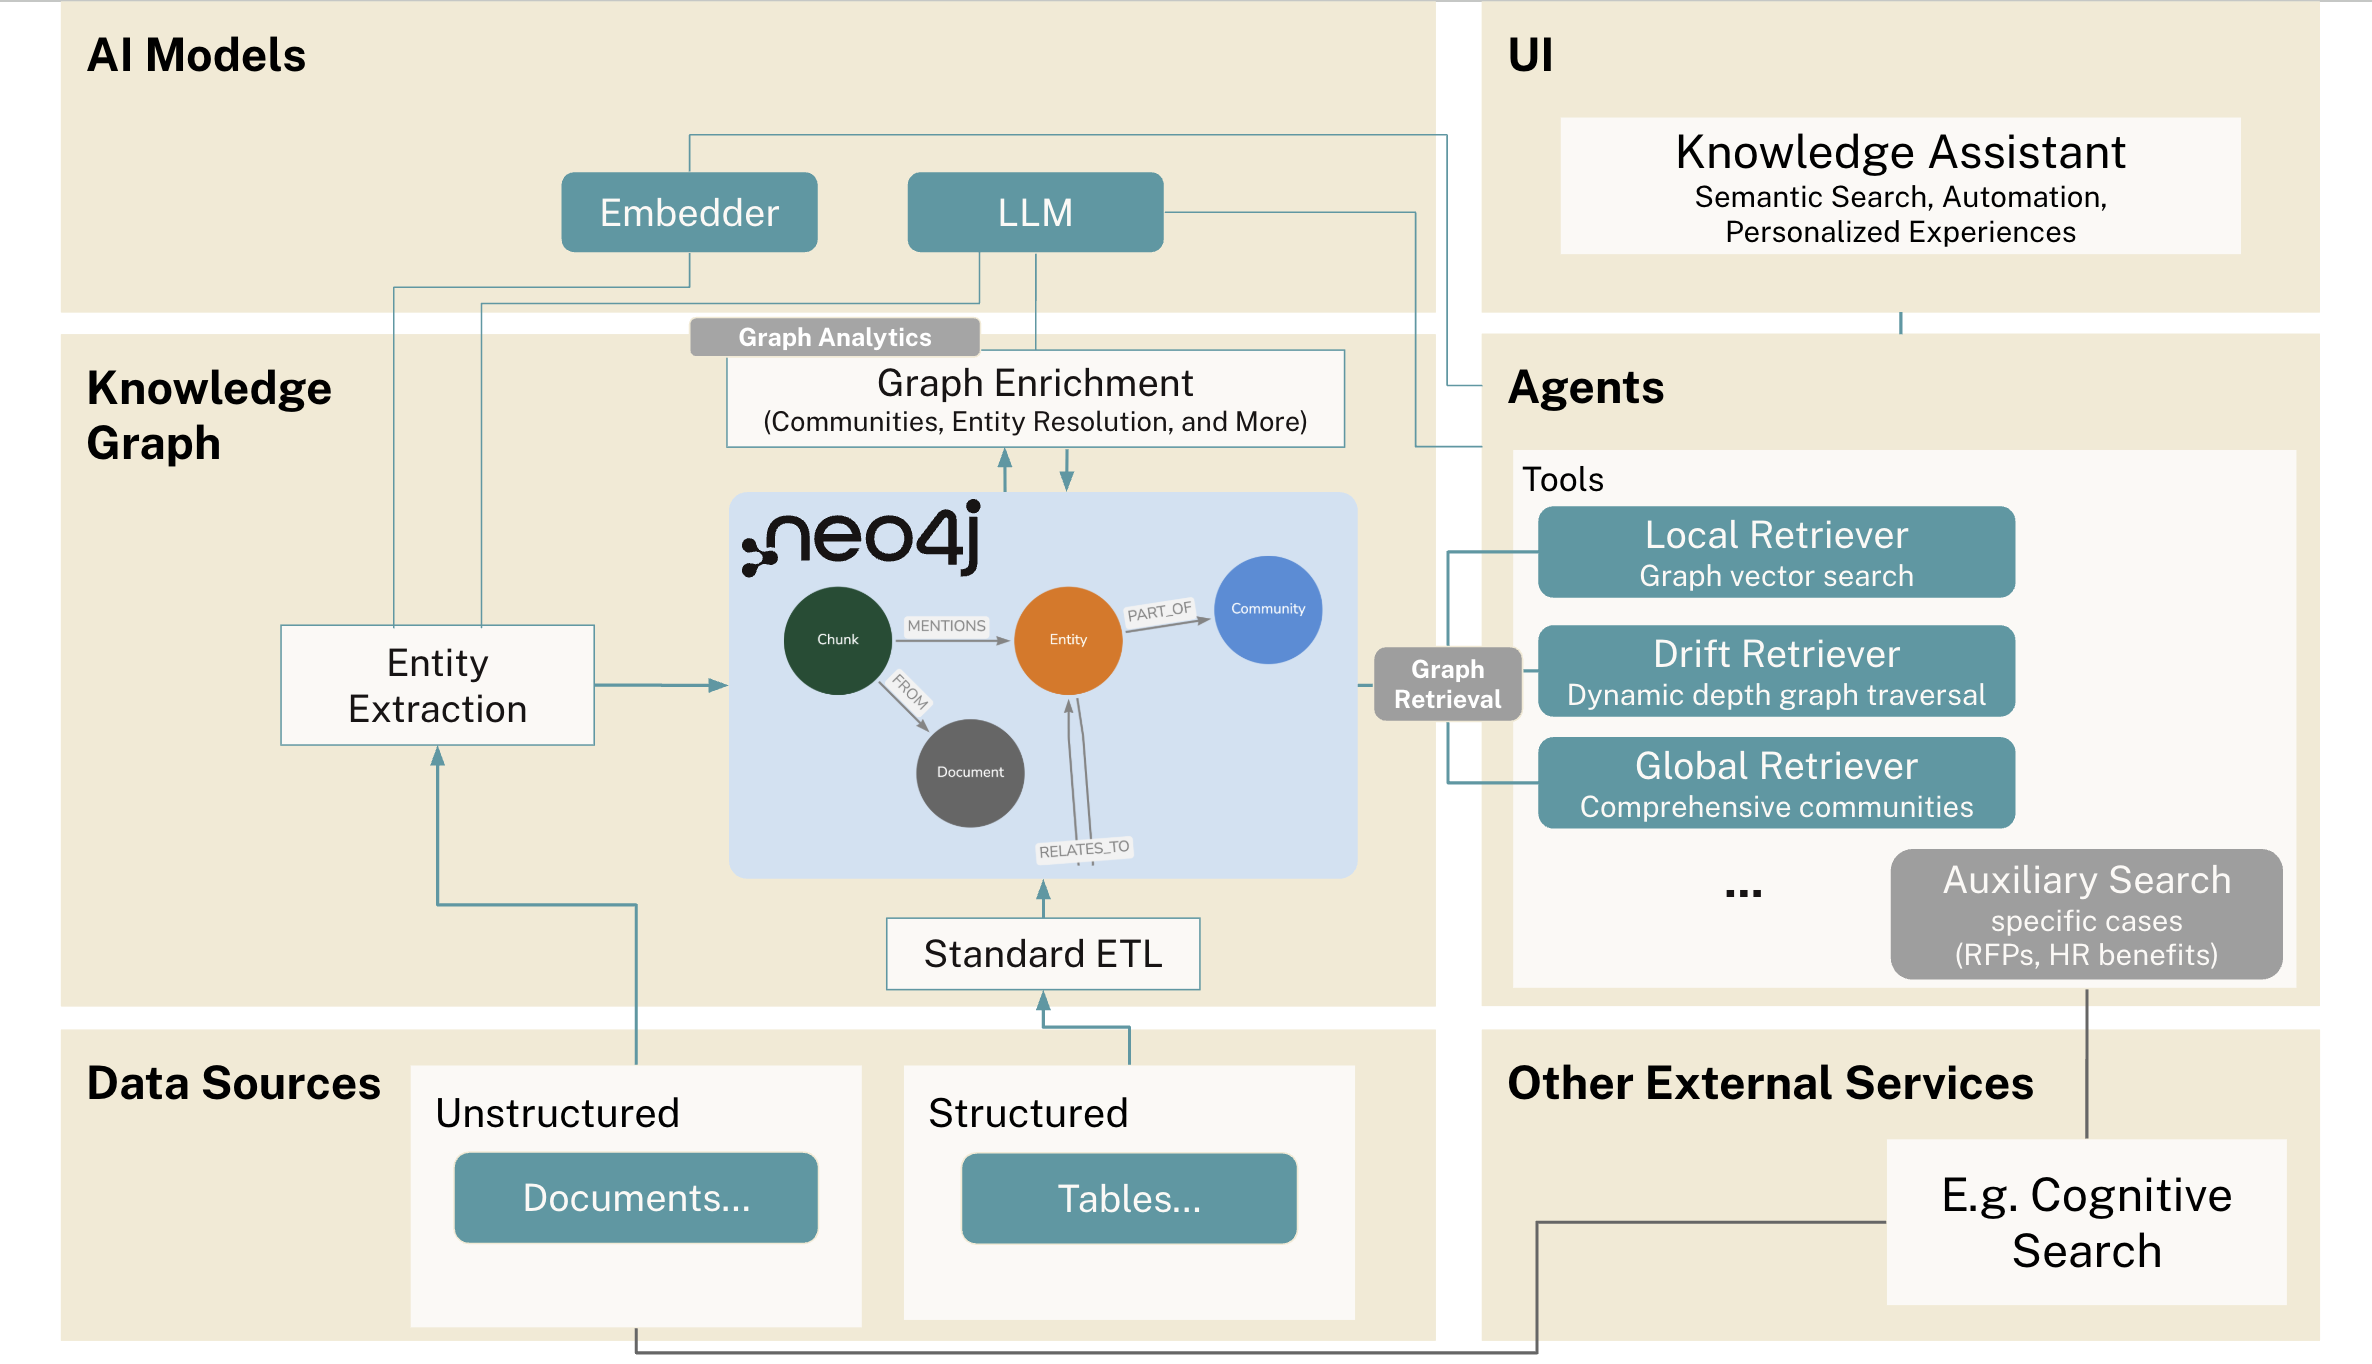 AI Models
Embedder
LLM
UI
Knowledge Assistant
Semantic Search, Automation,
Personalized Experiences
Knowledge
Graph
Graph Analytics
Graph Enrichment
(Communities, Entity Resolution, and More)
neo4j
Chunk
MENTIONS
Entity
PART_OF
Community
FROM
Document
RELATES_TO
Entity
Extraction
Standard ETL
Graph
Retrieval
Agents
Tools
Local Retriever
Graph vector search
Drift Retriever
Dynamic depth graph traversal
Global Retriever
Comprehensive communities
...
Auxiliary Search
specific cases
(RFPs, HR benefits)
Data Sources
Unstructured
Documents...
Structured
Tables...
Other External Services
E.g. Cognitive
Search